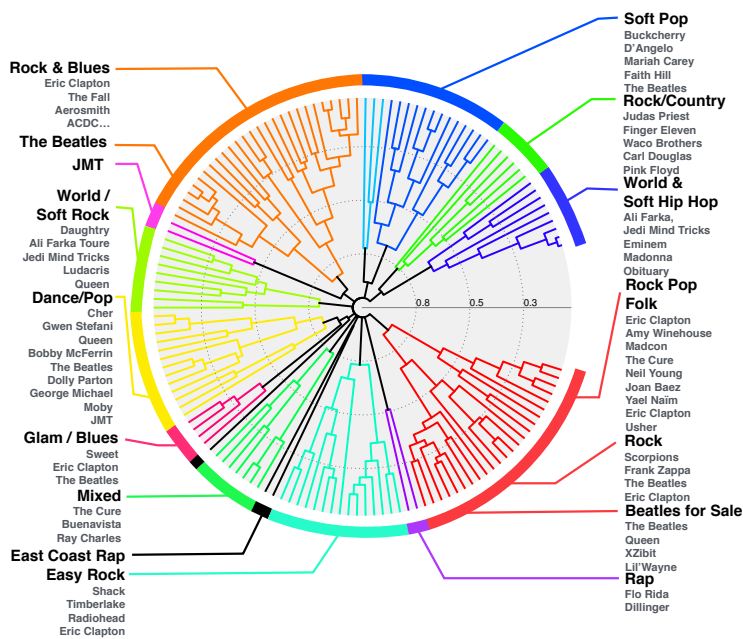 Rock & Blues
Eric Clapton
The Fall
Aerosmith
ACDC...
The Beatles
JMT
World /
Soft Rock
Daughtry
Ali Farka Toure
Jedi Mind Tricks
Ludacris
Queen
Dance/Pop
Cher
Gwen Stefani
Queen
Bobby McFerrin
The Beatles
Dolly Parton
George Michael
Moby
JMT
Glam / Blues
Sweet
Eric Clapton
The Beatles
Mixed
The Cure
Buenavista
Ray Charles
East Coast Rap
Easy Rock
Shack
Timberlake
Radiohead
Eric Clapton
0.8
0.5
0.3
Soft Pop
Buckcherry
D'Angelo
Mariah Carey
Faith Hill
The Beatles
Rock/Country
Judas Priest
Finger Eleven
Waco Brothers
Carl Douglas
Pink Floyd
World &
Soft Hip Hop
Ali Farka,
Jedi Mind Tricks
Eminem
Madonna
Obituary
Rock Pop
Folk
Eric Clapton
Amy Winehouse
Madcon
The Cure
Neil Young
Joan Baez
Yael Naïm
Eric Clapton
Usher
Rock
Scorpions
Frank Zappa
The Beatles
Eric Clapton
Beatles for Sale
The Beatles
Queen
XZibit
Lil'Wayne
Rap
Flo Rida
Dillinger